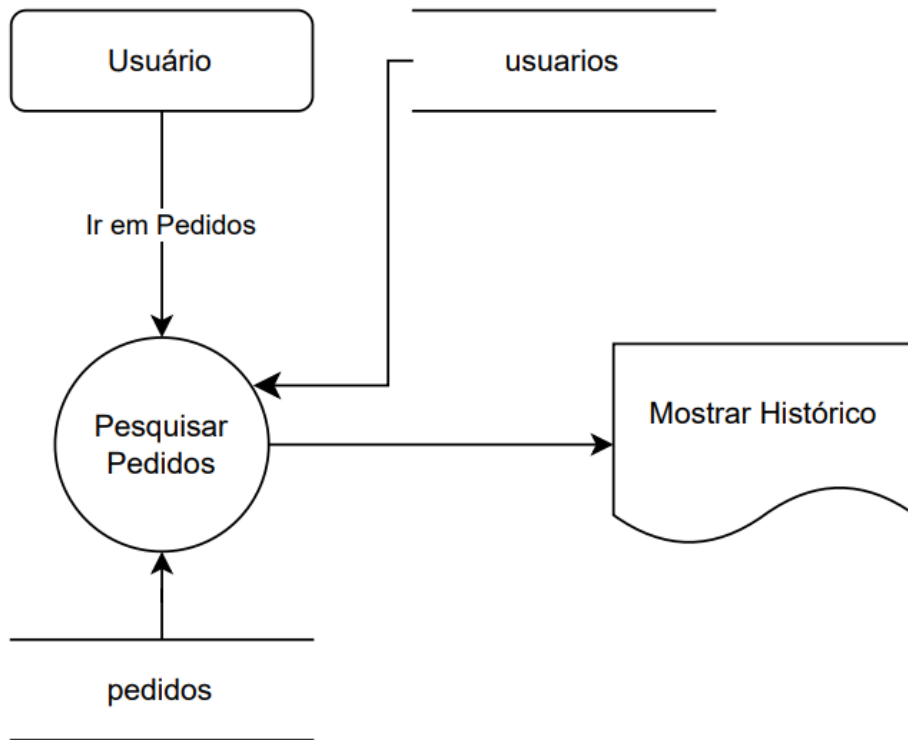 Usuário
usuarios
Ir em Pedidos
Mostrar Histórico
Pesquisar
Pedidos
pedidos